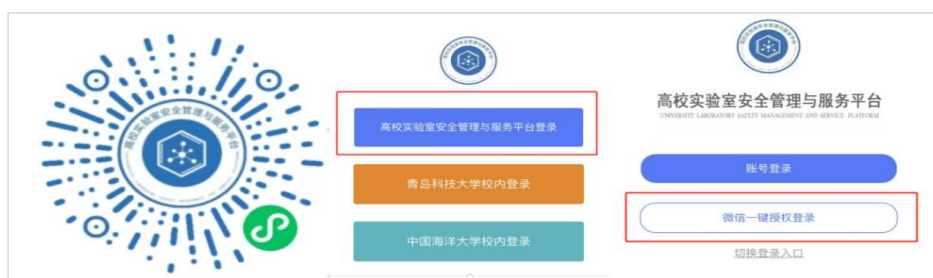 高校实验室安全管理与服务平台
高校实验室安全管理与服务平台登录
青岛科技大学校内登录
中国海洋大学校内登录
高校实验室安全管理与服务平台
UNIVERSITY LABORATORY SAFETY MANAGEMENT AND SERVICE PLATFORM
账号登录
微信一键授权登录
切换登录入口